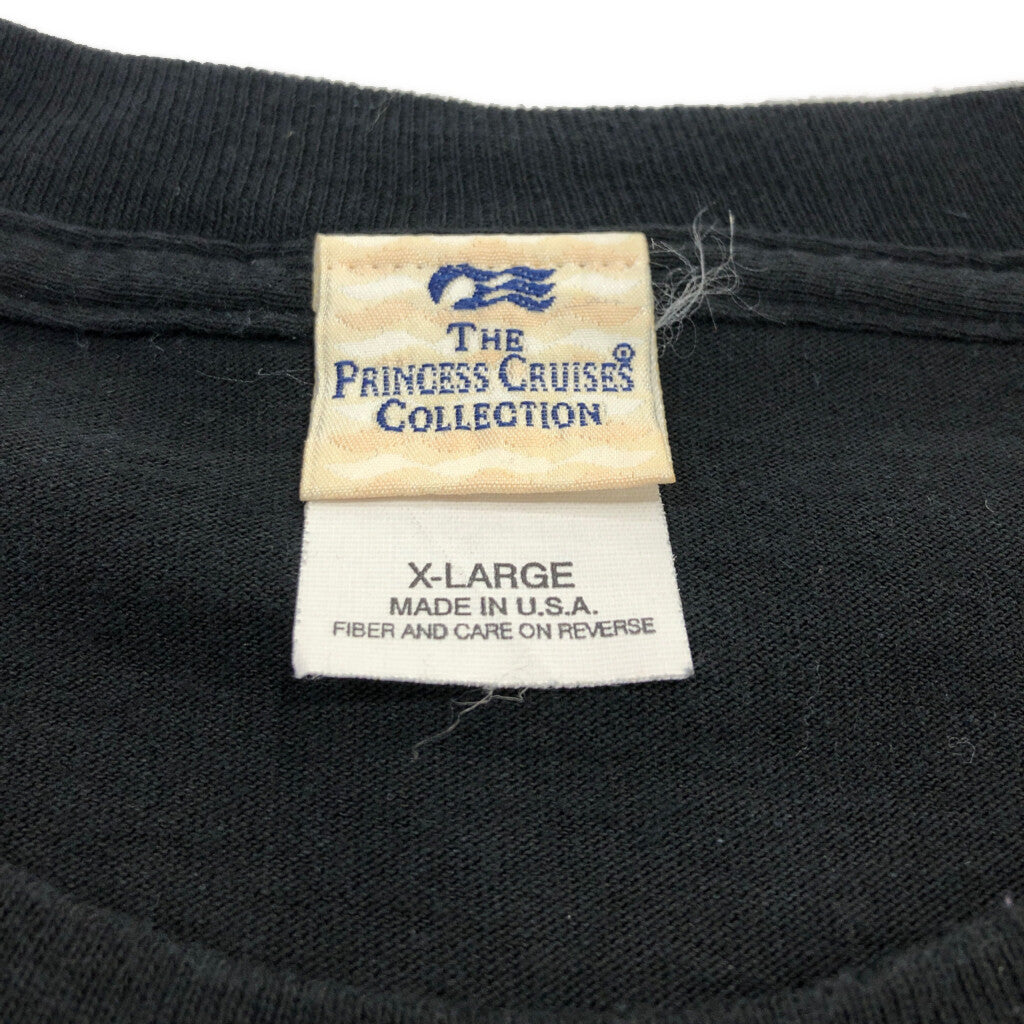 THE
PRINCESS CRUISES®
COLLECTION
X-LARGE
MADE IN U.S.A.
FIBER AND CARE ON REVERSE